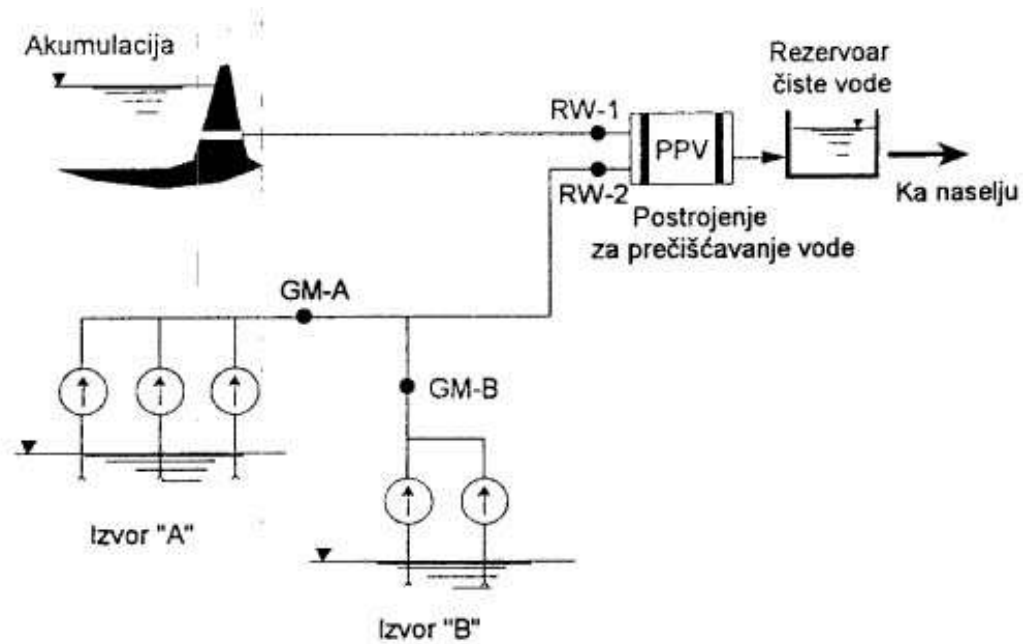 Akumulacija
Rezervoar
čiste vode
RW-1
PPV
RW-2
Ka naselju
Postrojenje
za prečišćavanje vode
GM-A
GM-B
Izvor "A"
Izvor "B"